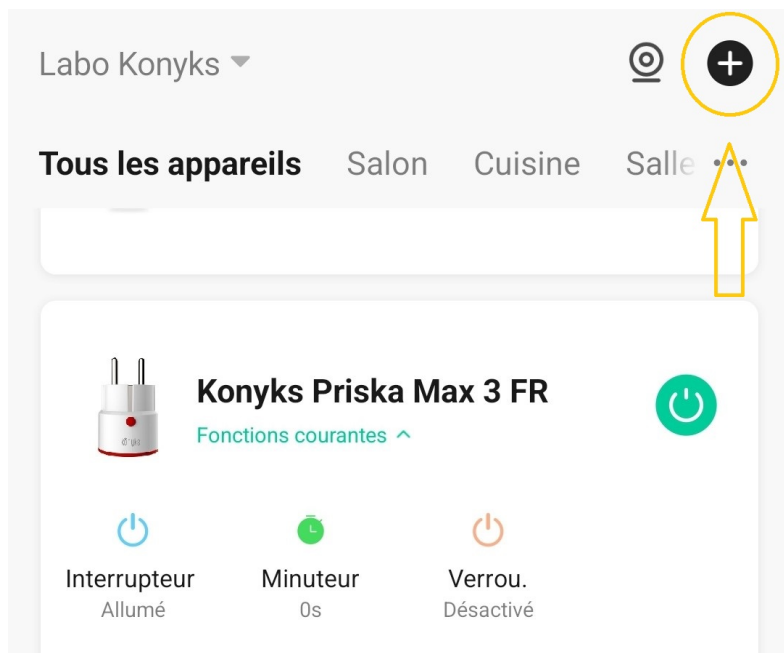 Labo Konyks
Tous les appareils Salon Cuisine Salle
Konyks Priska Max 3 FR
Fonctions courantes
Interrupteur Minuteur Verrou.
Allumé 0s Désactivé